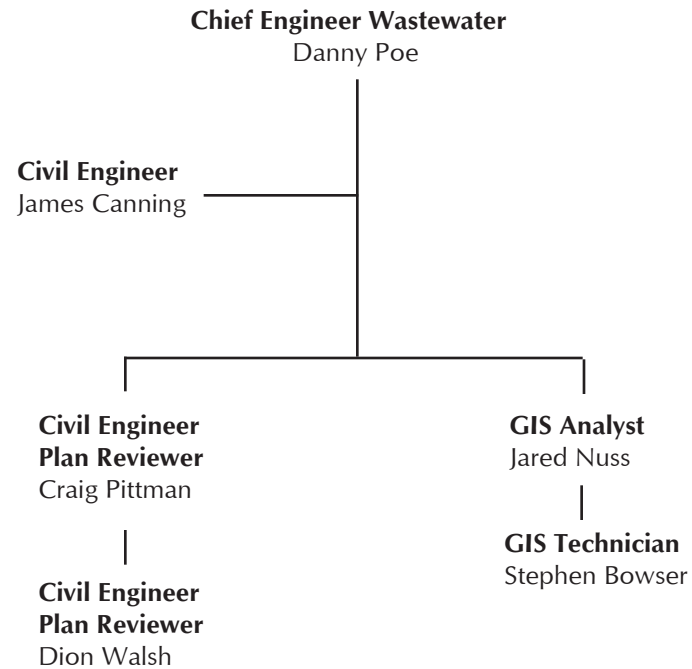 Chief Engineer Wastewater
Danny Poe
Civil Engineer
James Canning
Civil Engineer
Plan Reviewer
Craig Pittman
GIS Analyst
Jared Nuss
GIS Technician
Stephen Bowser
Civil Engineer
Plan Reviewer
Dion Walsh